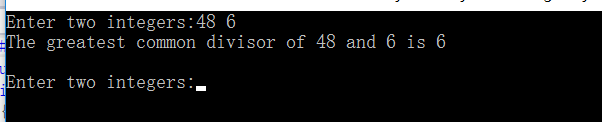 Enter two integers:48 6
The greatest common divisor of 48 and 6 is 6
Enter two integers: